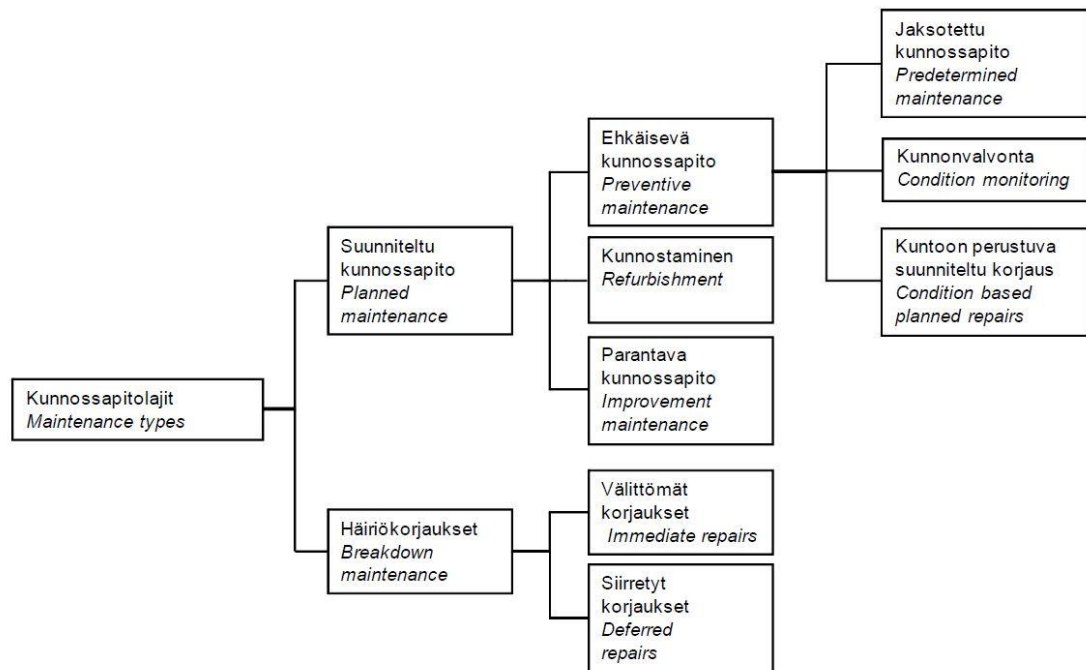 Kunnossapitolajit
Maintenance types
Suunniteltu
kunnossapito
Planned
maintenance
Häiriökorjaukset
Breakdown
maintenance
Ehkäisevä
kunnossapito
Preventive
maintenance
Kunnostaminen
Refurbishment
Parantava
kunnossapito
Improvement
maintenance
Välittömät
korjaukset
Immediate repairs
Siirretyt
korjaukset
Deferred
repairs
Jaksotettu
kunnossapito
Predetermined
maintenance
Kunnonvalvonta
Condition monitoring
Kuntoon perustuva
suunniteltu korjaus
Condition based
planned repairs